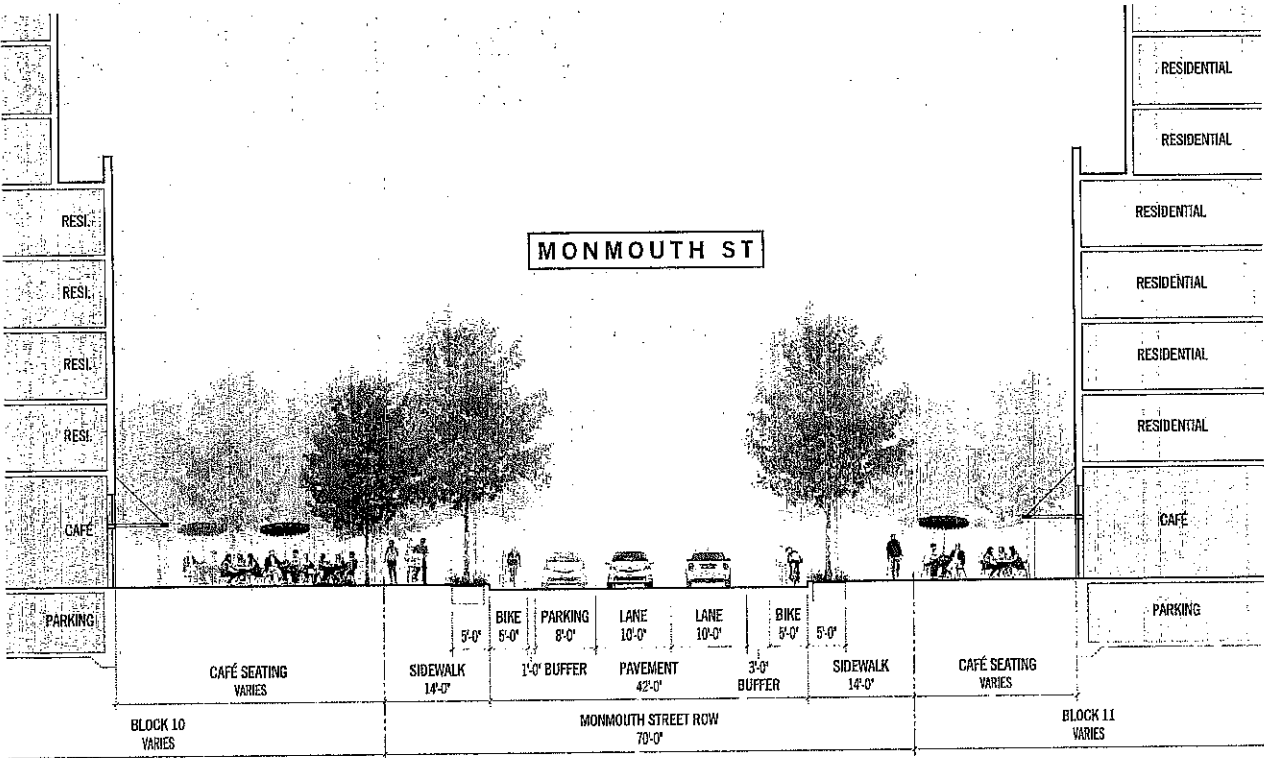 RESIDENTIAL
RESIDENTIAL
RESI.
RESIDENTIAL
MONMOUTH ST
RESI.
RESIDENTIAL
RESI.
RESIDENTIAL
RESI.
RESIDENTIAL
CAFÉ
CAFÉ
PARKING
PARKING
5'-0"
BIKE
5'-0"
PARKING
8'-0"
LANE
10'-0"
LANE
10'-0"
BIKE
5'-0"
5'-0"
CAFÉ SEATING
VARIES
SIDEWALK
14'-0"
1'-0" BUFFER
PAVEMENT
42'-0"
3'-0"
BUFFER
SIDEWALK
14'-0"
CAFÉ SEATING
VARIES
BLOCK 10
VARIES
MONMOUTH STREET ROW
70'-0"
BLOCK 11
VARIES